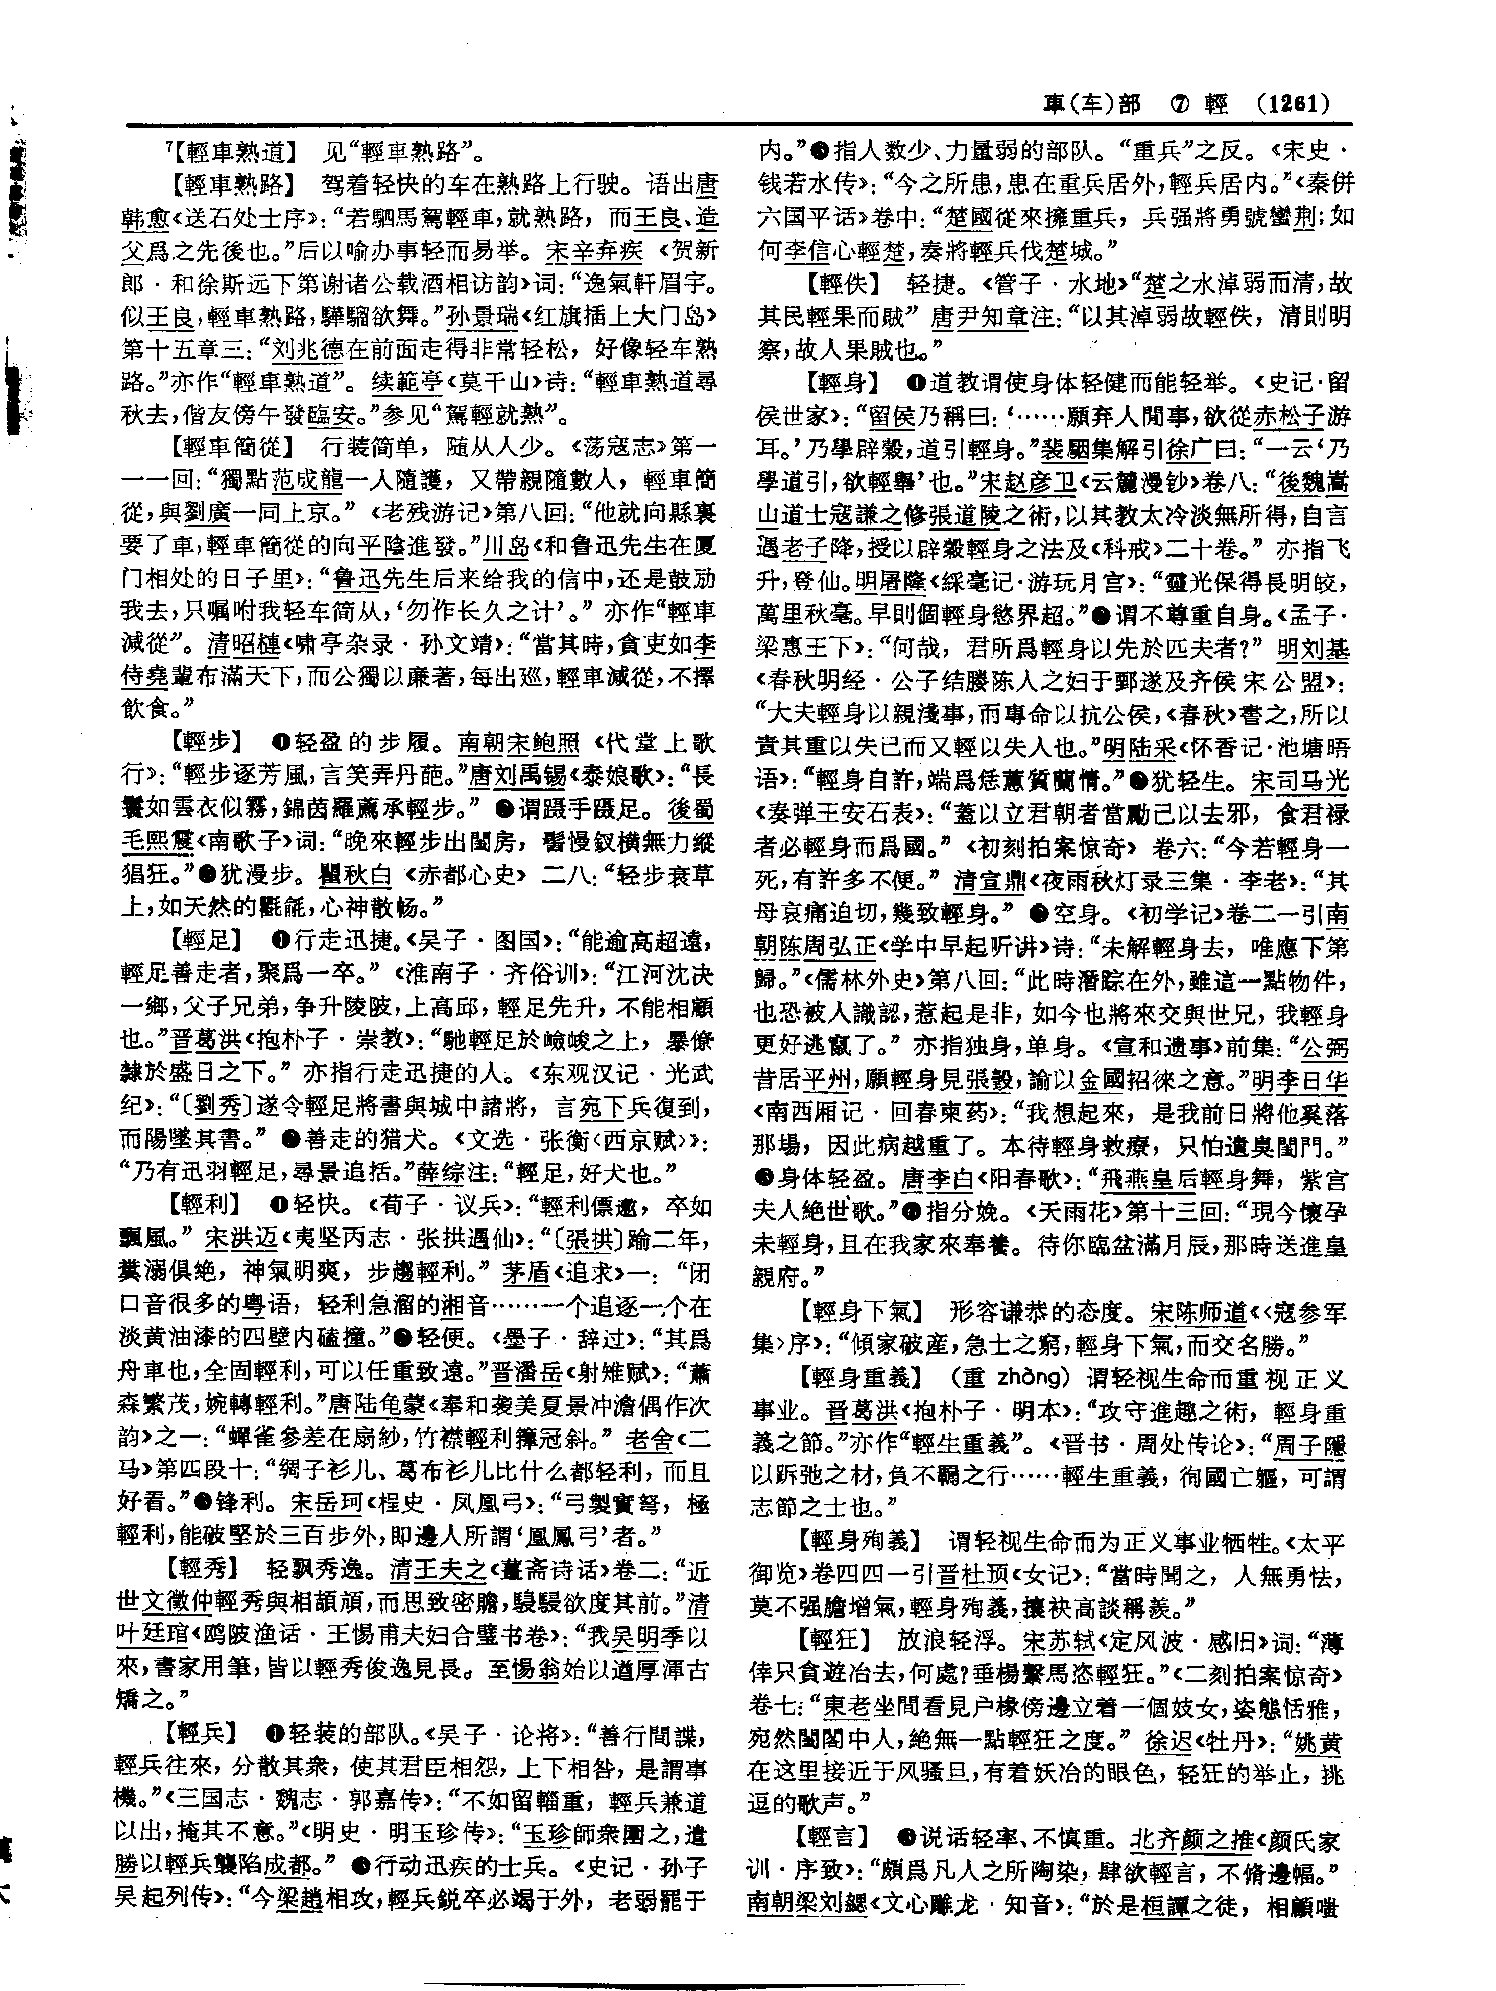 車(车)部 ⑦ 輕 (1261)
7【輕車熟道】 见“輕車熟路”。
【輕車熟路】 驾着轻快的车在熟路上行驶。语出唐
韩愈《送石处士序》：“若駟馬駕輕車，就熟路，而王良、造
父爲之先後也。”后以喻办事轻而易举。宋辛弃疾《贺新
郎·和徐斯远下第谢诸公载酒相访韵》词：“逸氣軒眉宇。
似王良，輕車熟路，驊騮欲舞。”孙景瑞《红旗插上大门岛》
第十五章三：“刘兆德在前面走得非常轻松，好像轻车熟
路。”亦作“輕車熟道”。续範亭《莫干山》诗：“輕車熟道尋
秋去，偕友傍午發臨安。”参见“駕輕就熟”。
【輕車簡從】 行装简单，随从人少。《荡寇志》第一
一一回：“獨點范成龍一人隨護，又帶親隨數人，輕車簡
從，與劉廣一同上京。”《老残游记》第八回：“他就向縣裏
要了車，輕車簡從的向平陰進發。”川岛《和鲁迅先生在厦
门相处的日子里》：“鲁迅先生后来给我的信中，还是鼓励
我去，只嘱咐我轻车简从，‘勿作长久之计’。”亦作“輕車
減從”。清昭槤《啸亭杂录·孙文靖》：“當其時，貪吏如李
侍堯輩布滿天下，而公獨以廉著，每出巡，輕車減從，不擇
飲食。”
【輕步】 ❶轻盈的步履。南朝宋鲍照《代堂上歌
行》：“輕步逐芳風，言笑弄丹葩。”唐刘禹锡《泰娘歌》：“長
鬟如雲衣似霧，錦茵羅薦承輕步。”❷谓蹑手蹑足。後蜀
毛熙震《南歌子》词：“晚來輕步出閨房，鬢慢釵横無力縱
猖狂。”❸犹漫步。瞿秋白《赤都心史》二八：“轻步衰草
上，如天然的氍毹，心神散畅。”
【輕足】 ❶行走迅捷。《吴子·图国》：“能逾高超遠，
輕足善走者，聚爲一卒。”《淮南子·齐俗训》：“江河沈决
一鄉，父子兄弟，争升陵陂，上高邱，輕足先升，不能相顧
也。”晋葛洪《抱朴子·崇教》：“馳輕足於嶮峻之上，暴僚
隸於盛日之下。”亦指行走迅捷的人。《东观汉记·光武
纪》：“〔劉秀〕遂令輕足將書與城中諸將，言宛下兵復到，
而陽墜其書。”❷善走的猎犬。《文选·张衡〈西京赋〉》：
“乃有迅羽輕足，尋景追括。”薛综注：“輕足，好犬也。”
【輕利】 ❶轻快。《荀子·议兵》：“輕利僄遬，卒如
飄風。”宋洪迈《夷坚丙志·张拱遇仙》：“〔張拱〕踰二年，
糞溺俱絶，神氣明爽，步趨輕利。”茅盾《追求》一：“闭
口音很多的粤语，轻利急溜的湘音……一个追逐一个在
淡黄油漆的四壁内磕撞。”❷轻便。《墨子·辞过》：“其爲
舟車也，全固輕利，可以任重致遠。”晋潘岳《射雉赋》：“蕭
森繁茂，婉轉輕利。”唐陆龟蒙《奉和袭美夏景冲澹偶作次
韵》之一：“蟬雀參差在扇紗，竹襟輕利籜冠斜。”老舍《二
马》第四段十：“绸子衫儿、葛布衫儿比什么都轻利，而且
好看。”❸锋利。宋岳珂《桯史·凤凰弓》：“弓製實弩，極
輕利，能破堅於三百步外，即邊人所謂‘凰鳳弓’者。”
【輕秀】 轻飘秀逸。清王夫之《薑斋诗话》卷二：“近
世文徵仲輕秀與相頡頏，而思致密贍，駸駸欲度其前。”清
叶廷琯《鸥陂渔话·王惕甫夫妇合璧书卷》：“我吴明季以
來，書家用筆，皆以輕秀俊逸見長。至惕翁始以遒厚渾古
矯之。”
【輕兵】 ❶轻装的部队。《吴子·论将》：“善行間諜，
輕兵往來，分散其衆，使其君臣相怨，上下相咎，是謂事
機。”《三国志·魏志·郭嘉传》：“不如留輜重，輕兵兼道
以出，掩其不意。”《明史·明玉珍传》：“玉珍師衆圍之，遣
勝以輕兵襲陷成都。”❷行动迅疾的士兵。《史记·孙子
吴起列传》：“今梁趙相攻，輕兵鋭卒必竭于外，老弱罷于
内。”❸指人数少、力量弱的部队。“重兵”之反。《宋史·
钱若水传》：“今之所患，患在重兵居外，輕兵居内。”《秦併
六国平话》卷中：“楚國從來擁重兵，兵强將勇號蠻荆；如
何李信心輕楚，奏將輕兵伐楚城。”
【輕佚】 轻捷。《管子·水地》“楚之水淖弱而清，故
其民輕果而敢” 唐尹知章注：“以其淖弱故輕佚，清則明
察，故人果賊也。”
【輕身】 ❶道教谓使身体轻健而能轻举。《史记·留
侯世家》：“留侯乃稱曰：‘……願弃人間事，欲從赤松子游
耳。’乃學辟穀，道引輕身。”裴駰集解引徐广曰：“一云‘乃
學道引，欲輕舉’也。”宋赵彦卫《云麓漫钞》卷八：“後魏嵩
山道士寇謙之修張道陵之術，以其教太冷淡無所得，自言
遇老子降，授以辟穀輕身之法及《科戒》二十卷。”亦指飞
升，登仙。明屠隆《綵毫记·游玩月宫》：“靈光保得長明皎，
萬里秋毫。早則個輕身慾界超。”❷谓不尊重自身。《孟子·
梁惠王下》：“何哉，君所爲輕身以先於匹夫者？”明刘基
《春秋明经·公子结媵陈人之妇于鄄遂及齐侯宋公盟》：
“大夫輕身以親淺事，而專命以抗公侯，《春秋》書之，所以
責其重以失己而又輕以失人也。”明陆采《怀香记·池塘晤
语》：“輕身自許，端爲恁蕙質蘭情。”❸犹轻生。宋司马光
《奏弹王安石表》：“蓋以立君朝者當勵己以去邪，食君禄
者必輕身而爲國。”《初刻拍案惊奇》卷六：“今若輕身一
死，有許多不便。”清宣鼎《夜雨秋灯录三集·李老》：“其
母哀痛迫切，幾致輕身。”❹空身。《初学记》卷二一引南
朝陈周弘正《学中早起听讲》诗：“未解輕身去，唯應下第
歸。”《儒林外史》第八回：“此時潛踪在外，雖這一點物件，
也恐被人識認，惹起是非，如今也將來交與世兄，我輕身
更好逃竄了。”亦指独身，单身。《宣和遗事》前集：“公弼
昔居平州，願輕身見張瑴，諭以金國招徠之意。”明李日华
《南西厢记·回春柬药》：“我想起來，是我前日將他奚落
那場，因此病越重了。本待輕身救療，只怕遺臭閨門。”
❺身体轻盈。唐李白《阳春歌》：“飛燕皇后輕身舞，紫宫
夫人絶世歌。”❻指分娩。《天雨花》第十三回：“現今懷孕
未輕身，且在我家來奉養。待你臨盆滿月辰，那時送進皇
親府。”
【輕身下氣】 形容谦恭的态度。宋陈师道《〈寇参军
集〉序》：“傾家破産，急士之窮，輕身下氣，而交名勝。”
【輕身重義】 （重 zhòng）谓轻视生命而重视正义
事业。晋葛洪《抱朴子·明本》：“攻守進趣之術，輕身重
義之節。”亦作“輕生重義”。《晋书·周处传论》：“周子隱
以跅弛之材，負不羈之行……輕生重義，徇國亡軀，可謂
志節之士也。”
【輕身殉義】 谓轻视生命而为正义事业牺牲。《太平
御览》卷四四一引晋杜预《女记》：“當時聞之，人無勇怯，
莫不强膽增氣，輕身殉義，攘袂高談稱羨。”
【輕狂】 放浪轻浮。宋苏轼《定风波·感旧》词：“薄
倖只貪遊冶去，何處？垂楊繫馬恣輕狂。”《二刻拍案惊奇》
卷七：“東老坐間看見户椽傍邊立着一個妓女，姿態恬雅，
宛然閨閣中人，絶無一點輕狂之度。”徐迟《牡丹》：“姚黄
在这里接近于风骚旦，有着妖冶的眼色，轻狂的举止，挑
逗的歌声。”
【輕言】 ❶说话轻率、不慎重。北齐颜之推《颜氏家
训·序致》：“頗爲凡人之所陶染，肆欲輕言，不脩邊幅。”
南朝梁刘勰《文心雕龙·知音》：“於是桓譚之徒，相顧嗤